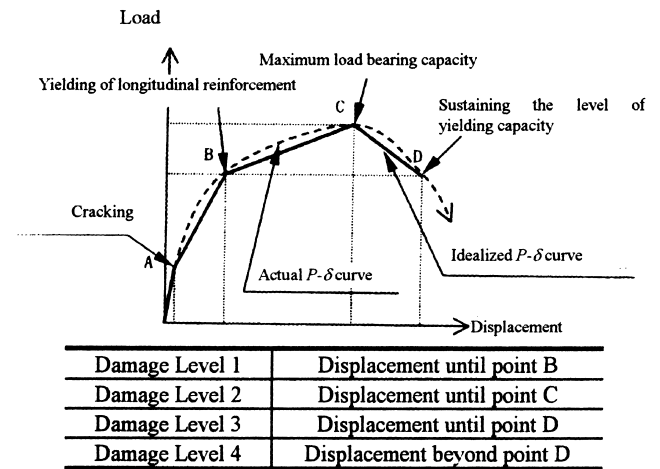 Load
Maximum load bearing capacity
Yielding of longitudinal reinforcement
C
Sustaining the level of
yielding capacity
B
D
Cracking
A
Idealized P-δ curve
Actual P-δ curve
Displacement
Damage Level 1 Displacement until point B
Damage Level 2 Displacement until point C
Damage Level 3 Displacement until point D
Damage Level 4 Displacement beyond point D